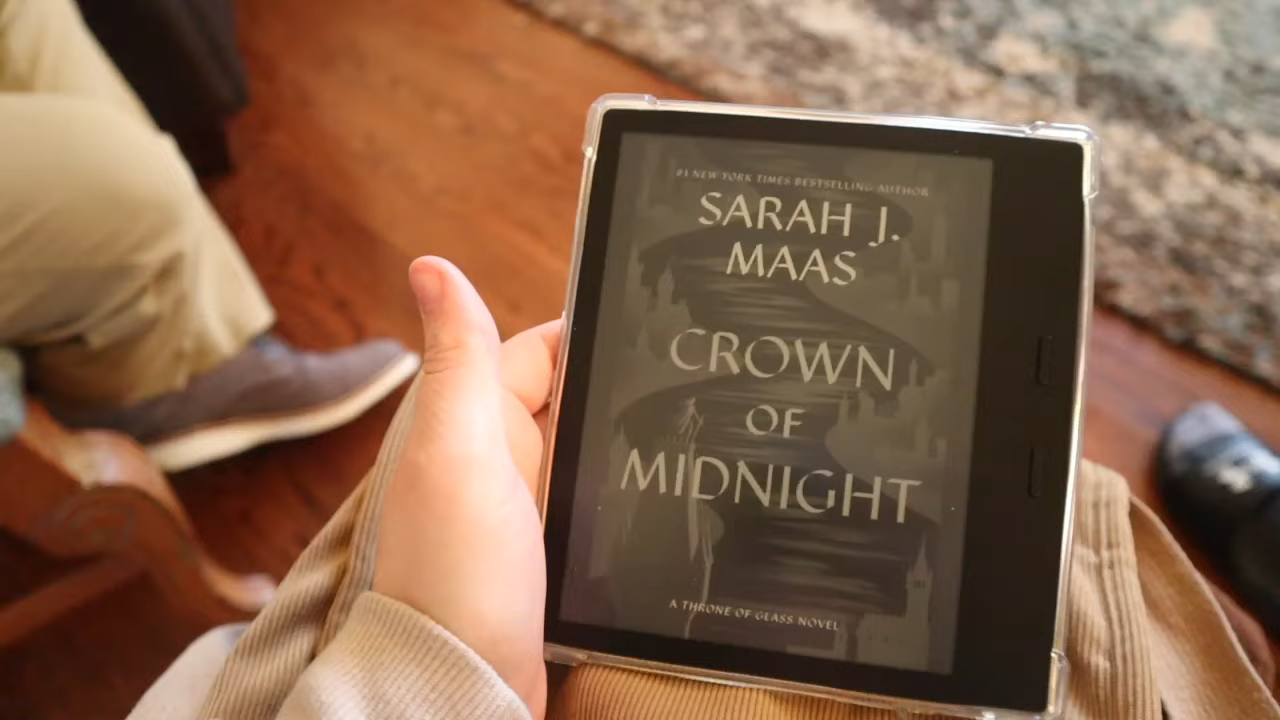 #1 NEW YORK TIMES BESTSELLING AUTHOR
SARAH J.
MAAS
CROWN
OF
MIDNIGHT
A THRONE OF GLASS NOVEL